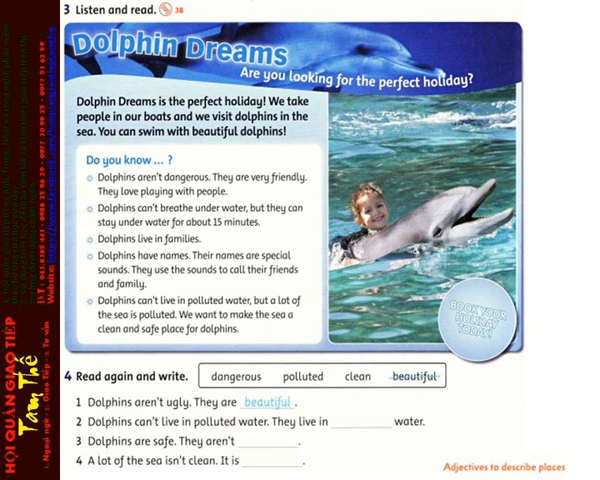 3 Listen and read. 38
Dolphin Dreams
Are you looking for the perfect holiday?
Dolphin Dreams is the perfect holiday! We take
people in our boats and we visit dolphins in the
sea. You can swim with beautiful dolphins!
Do you know ... ?
Dolphins aren't dangerous. They are very friendly.
They love playing with people.
Dolphins can't breathe under water, but they can
stay under water for about 15 minutes.
Dolphins live in families.
Dolphins have names. Their names are special
sounds. They use the sounds to call their friends
and family.
Dolphins can't live in polluted water, but a lot of
the sea is polluted. We want to make the sea a
clean and safe place for dolphins.
BOOK YOUR
HOLIDAY
TODAY!
4 Read again and write. dangerous polluted clean beautiful
1 Dolphins aren't ugly. They are beautiful.
2 Dolphins can't live in polluted water. They live in ________ water.
3 Dolphins are safe. They aren't ________.
4 A lot of the sea isn't clean. It is ________.
Adjectives to describe places
HỘI QUÁN GIAO TIẾP
Tam Thê
Website: